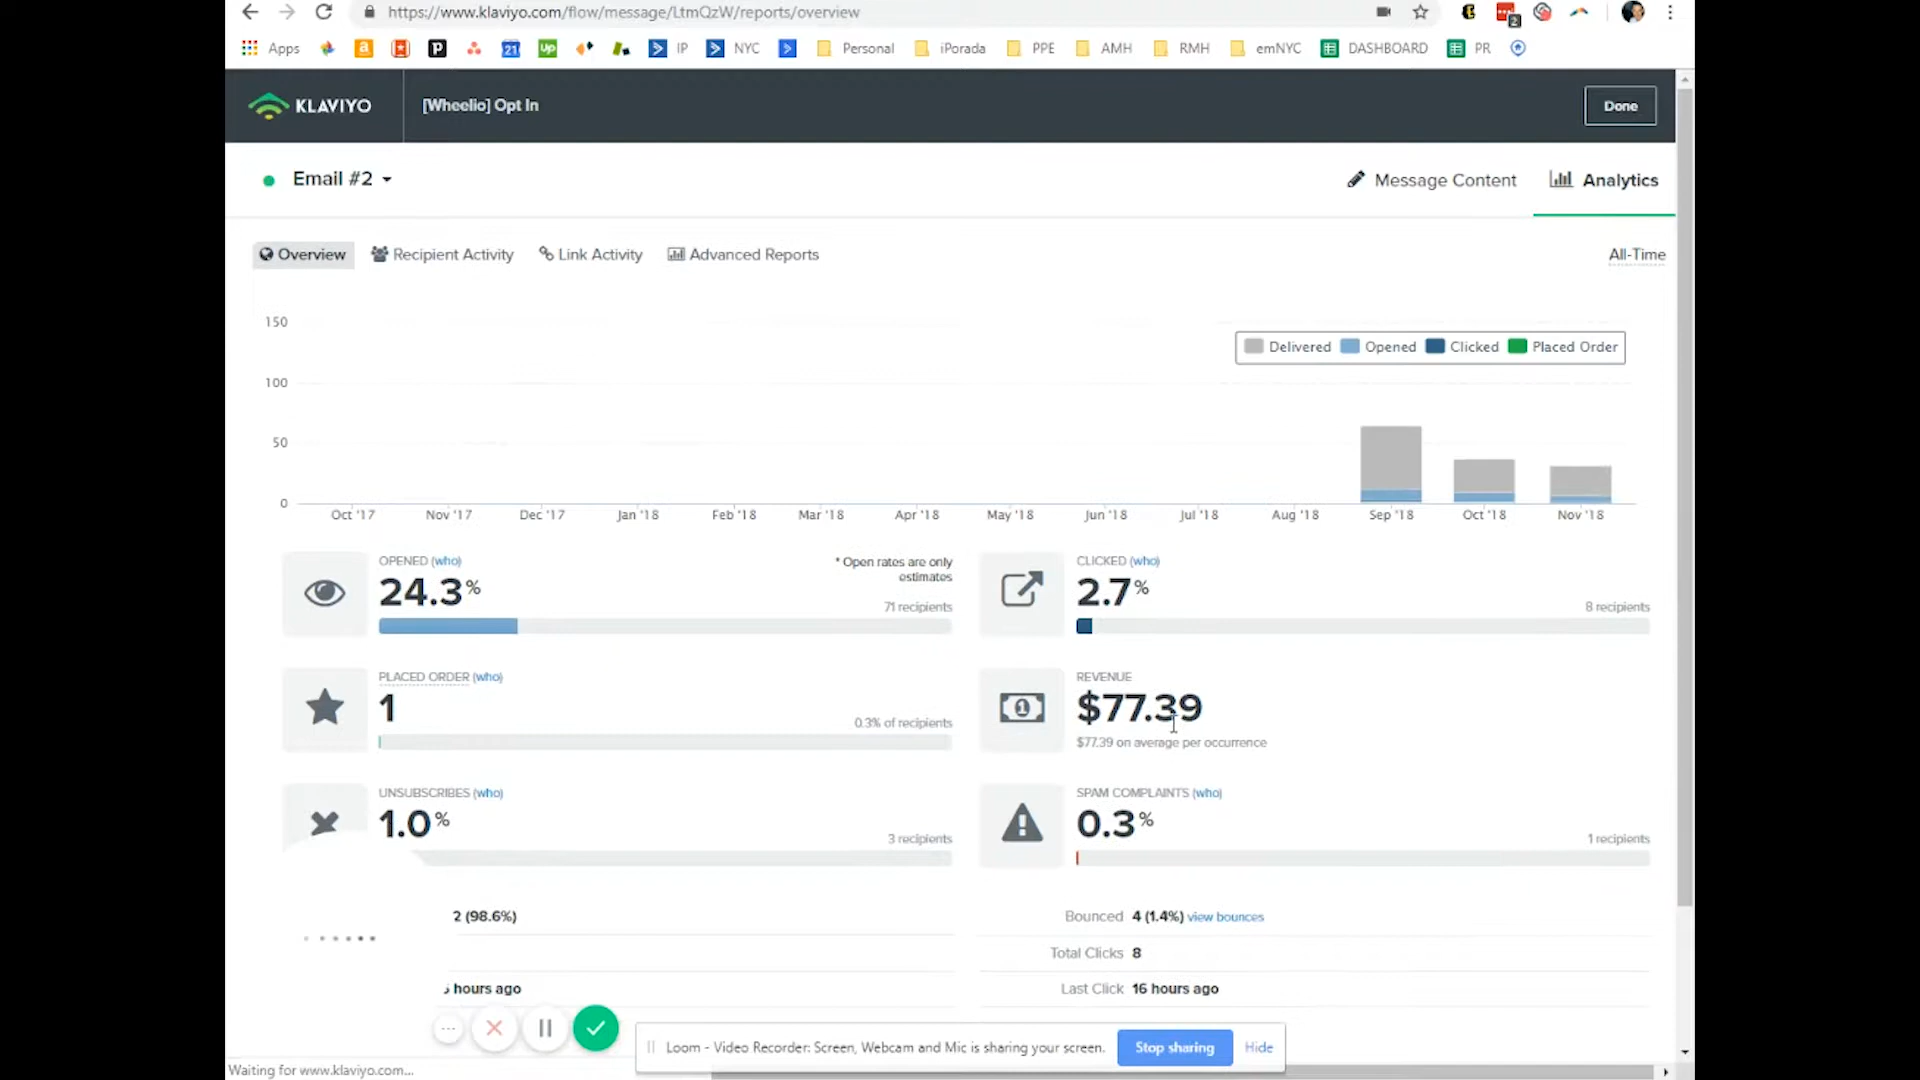 https://www.klaviyo.com/flow/message/LtmQzW/reports/overview
2
Apps
a
P
21
up
IP
NYC
Personal
iPorada
PPE
AMH
RMH
emNYC
DASHBOARD
PR
KLAVIYO
[Wheelio] Opt In
Done
Email #2
Message Content
Analytics
Overview
Recipient Activity
Link Activity
Advanced Reports
All-Time
150
100
50
0
Delivered Opened Clicked Placed Order
Oct '17 Nov '17 Dec '17 Jan '18 Feb '18 Mar '18 Apr '18 May '18 Jun '18 Jul '18 Aug '18 Sep '18 Oct '18 Nov '18
OPENED (who)
24.3%
* Open rates are only
estimates
71 recipients
CLICKED (who)
2.7%
8 recipients
PLACED ORDER (who)
1
0.3% of recipients
REVENUE
$77.39
$77.39 on average per occurrence
UNSUBSCRIBES (who)
1.0%
3 recipients
SPAM COMPLAINTS (who)
0.3%
1 recipients
2 (98.6%)
Bounced 4 (1.4%) view bounces
Total Clicks 8
hours ago
Last Click 16 hours ago
Loom - Video Recorder: Screen, Webcam and Mic is sharing your screen.
Stop sharing
Hide
Waiting for www.klaviyo.com...